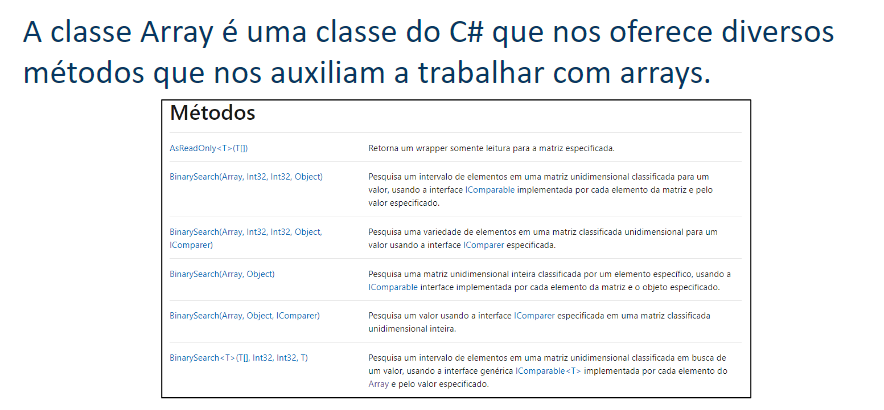 A classe Array é uma classe do C# que nos oferece diversos
métodos que nos auxiliam a trabalhar com arrays.
Métodos
AsReadOnly<T>(T[])
Retorna um wrapper somente leitura para a matriz especificada.
BinarySearch(Array, Int32, Int32, Object)
Pesquisa um intervalo de elementos em uma matriz unidimensional classificada para um
valor, usando a interface IComparable implementada por cada elemento da matriz e pelo
valor especificado.
BinarySearch(Array, Int32, Int32, Object,
IComparer)
Pesquisa uma variedade de elementos em uma matriz classificada unidimensional para um
valor usando a interface IComparer especificada.
BinarySearch(Array, Object)
Pesquisa uma matriz unidimensional inteira classificada por um elemento específico, usando a
IComparable interface implementada por cada elemento da matriz e o objeto especificado.
BinarySearch(Array, Object, IComparer)
Pesquisa um valor usando a interface IComparer especificada em uma matriz classificada
unidimensional inteira.
BinarySearch<T>(T[], Int32, Int32, T)
Pesquisa um intervalo de elementos em uma matriz unidimensional classificada em busca de
um valor, usando a interface genérica IComparable<T> implementada por cada elemento do
Array e pelo valor especificado.